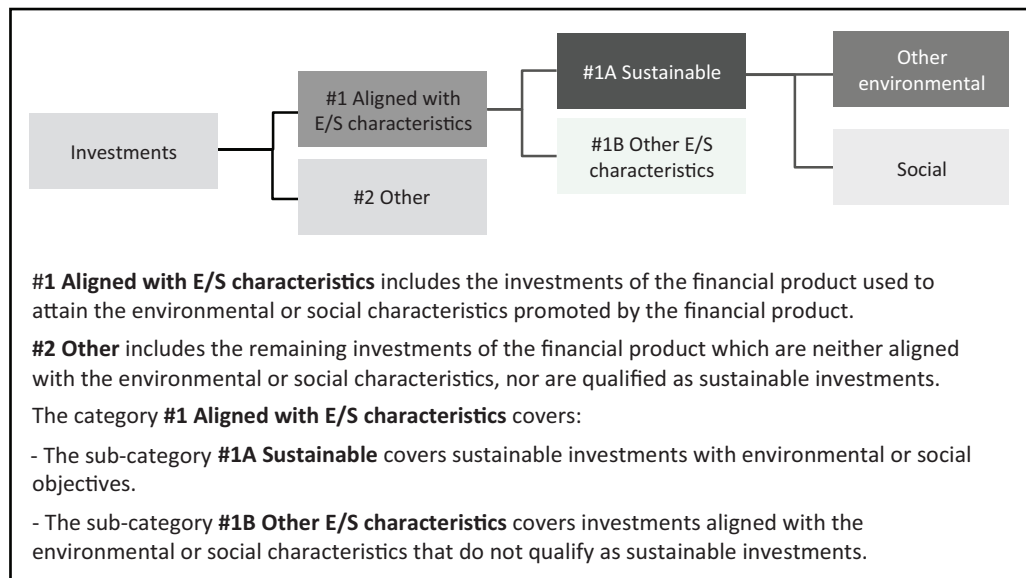 Investments
#1 Aligned with
E/S characteristics
#2 Other
#1A Sustainable
#1B Other E/S
characteristics
Other
environmental
Social
#1 Aligned with E/S characteristics includes the investments of the financial product used to
attain the environmental or social characteristics promoted by the financial product.
#2 Other includes the remaining investments of the financial product which are neither aligned
with the environmental or social characteristics, nor are qualified as sustainable investments.
The category #1 Aligned with E/S characteristics covers:
- The sub-category #1A Sustainable covers sustainable investments with environmental or social
objectives.
- The sub-category #1B Other E/S characteristics covers investments aligned with the
environmental or social characteristics that do not qualify as sustainable investments.